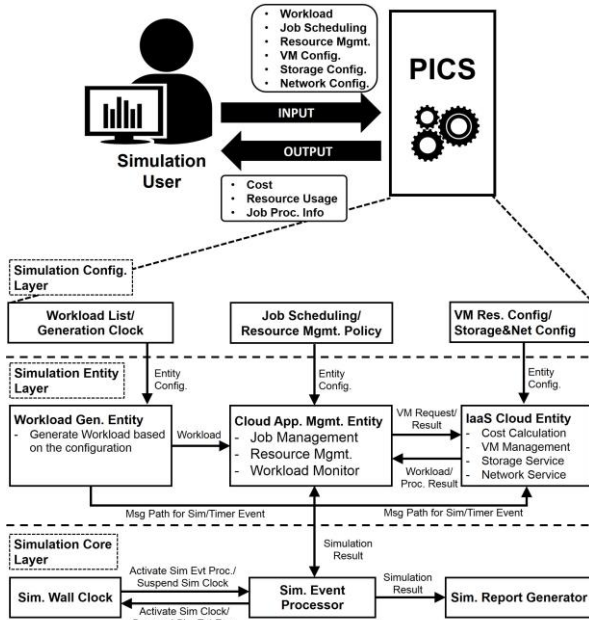 • Workload
• Job Scheduling
• Resource Mgmt.
• VM Config.
• Storage Config.
• Network Config.
PICS
INPUT
OUTPUT
Simulation
User
• Cost
• Resource Usage
• Job Proc. Info
Simulation Config.
Layer
Workload List/
Generation Clock
Job Scheduling/
Resource Mgmt. Policy
VM Res. Config/
Storage&Net Config
Simulation Entity
Layer
Entity
Config.
Entity
Config.
Entity
Config.
Workload Gen. Entity
- Generate Workload based
on the configuration
Workload
Cloud App. Mgmt. Entity
- Job Management
- Resource Mgmt.
- Workload Monitor
VM Request/
Result
Workload/
Proc. Result
IaaS Cloud Entity
- Cost Calculation
- VM Management
- Storage Service
- Network Service
Msg Path for Sim/Timer Event
Msg Path for Sim/Timer Event
Simulation Core
Layer
Simulation
Result
Activate Sim Evt Proc./
Suspend Sim Clock
Sim. Wall Clock
Sim. Event
Processor
Simulation
Result
Sim. Report Generator
Activate Sim Clock/